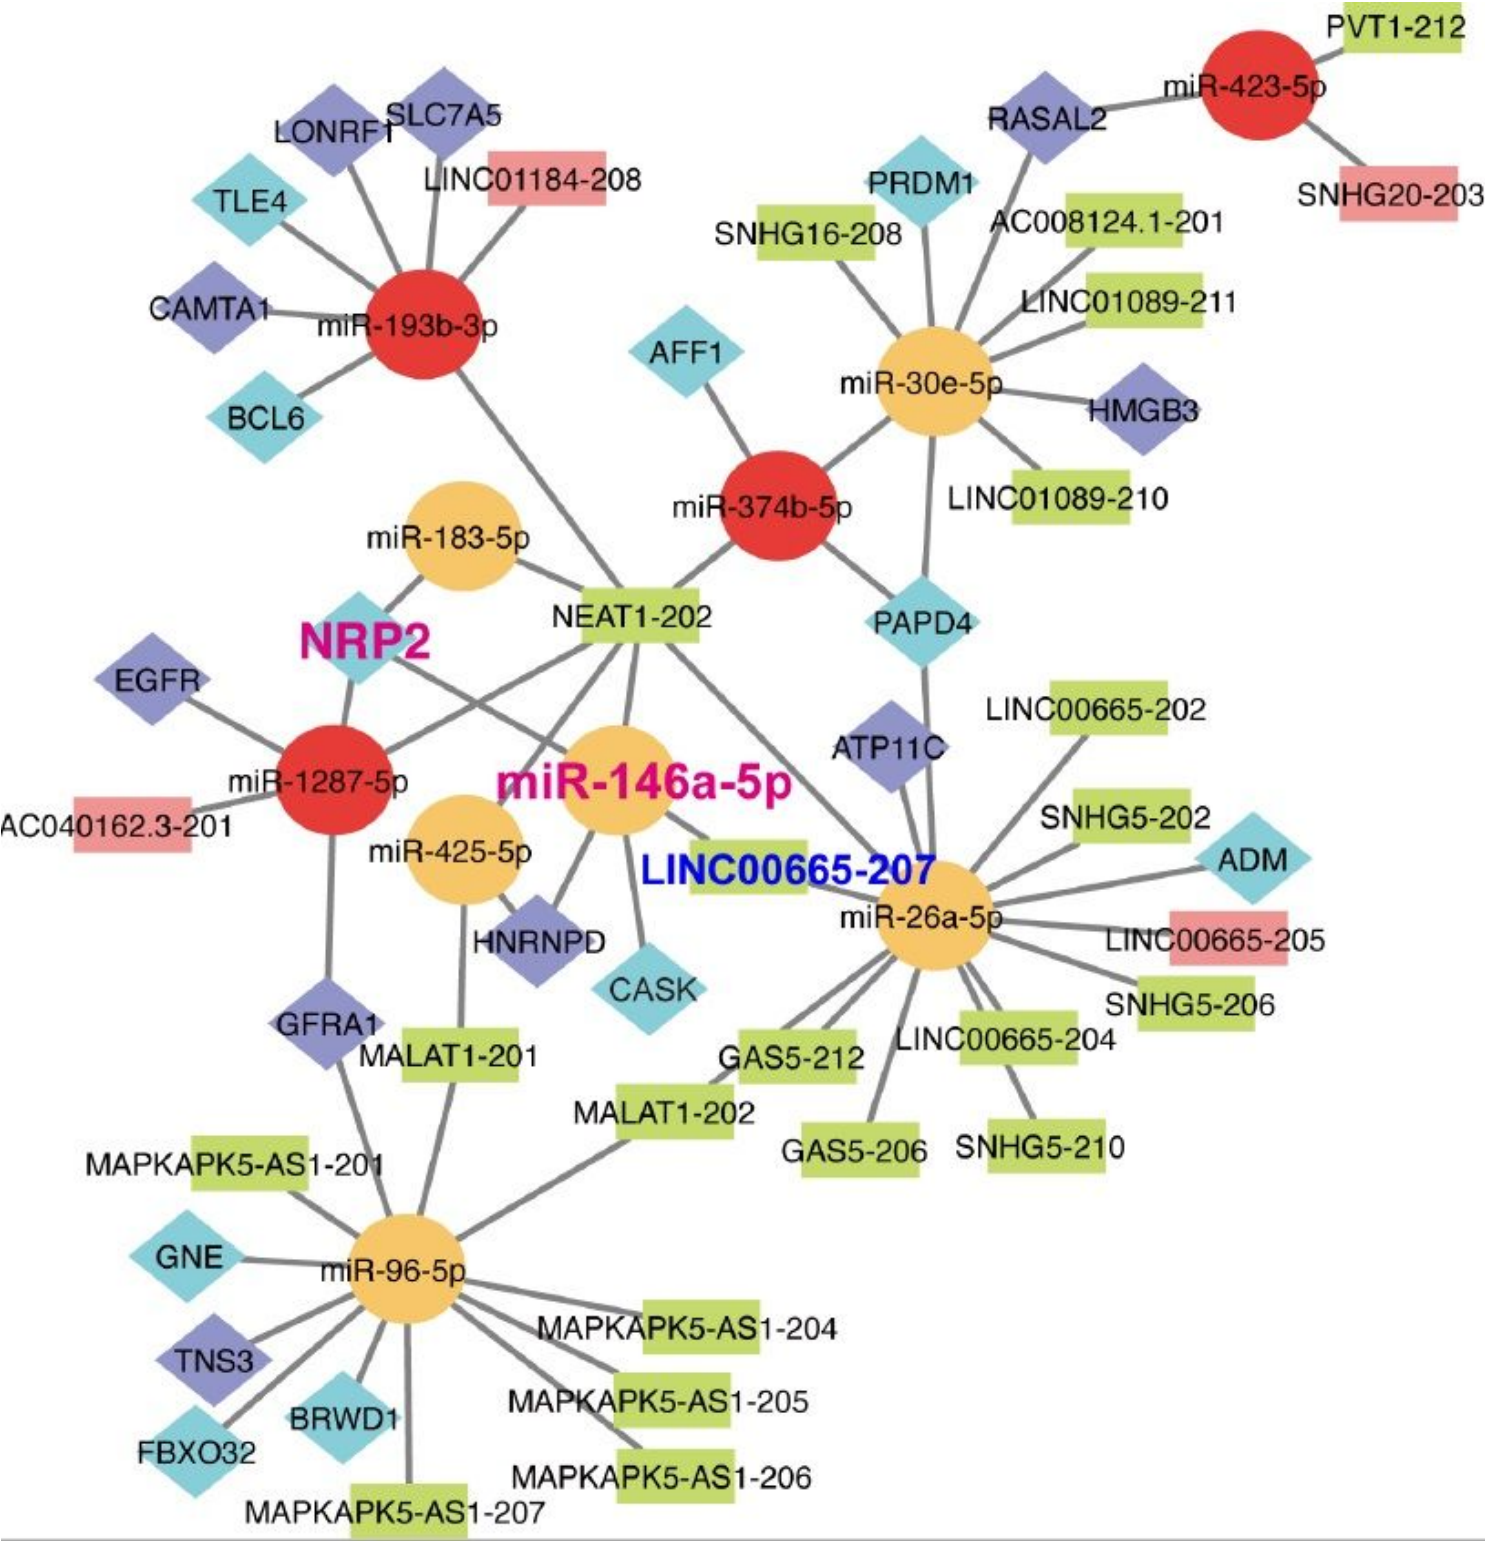 PVT1-212
miR-423-5p
SLC7A5
LONRF1
RASAL2
LINC01184-208
PRDM1
SNHG20-203
TLE4
AC008124.1-201
SNHG16-208
LINC01089-211
CAMTA1
miR-193b-3p
AFF1
miR-30e-5p
HMGB3
BCL6
LINC01089-210
miR-374b-5p
miR-183-5p
NEAT1-202
PAPD4
NRP2
EGFR
LINC00665-202
ATP11C
miR-1287-5p
miR-146a-5p
SNHG5-202
AC040162.3-201
miR-425-5p
ADM
LINC00665-207
miR-26a-5p
HNRNPD
LINC00665-205
CASK
SNHG5-206
GFRA1
LINC00665-204
MALAT1-201
GAS5-212
MALAT1-202
SNHG5-210
GAS5-206
MAPKAPK5-AS1-201
GNE
miR-96-5p
MAPKAPK5-AS1-204
TNS3
MAPKAPK5-AS1-205
BRWD1
FBXO32
MAPKAPK5-AS1-206
MAPKAPK5-AS1-207